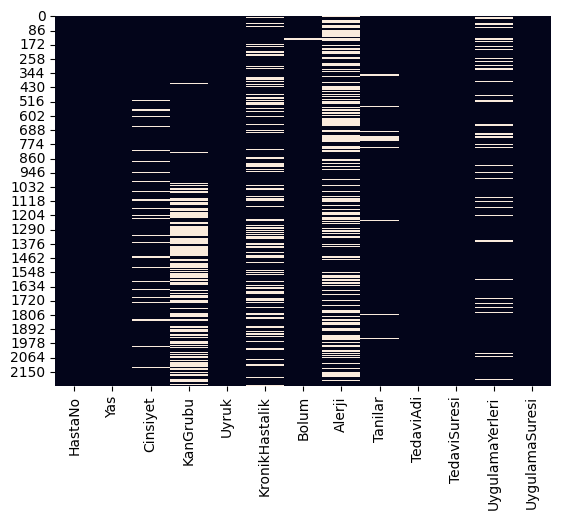 0
86
172
258
344
430
516
602
688
774
860
946
1032
1118
1204
1290
1376
1462
1548
1634
1720
1806
1892
1978
2064
2150
HastaNo
Yas
Cinsiyet
KanGrubu
Uyruk
KronikHastalik
Bolum
Alerji
Tanilar
TedaviAdi
TedaviSuresi
UygulamaYerleri
UygulamaSuresi